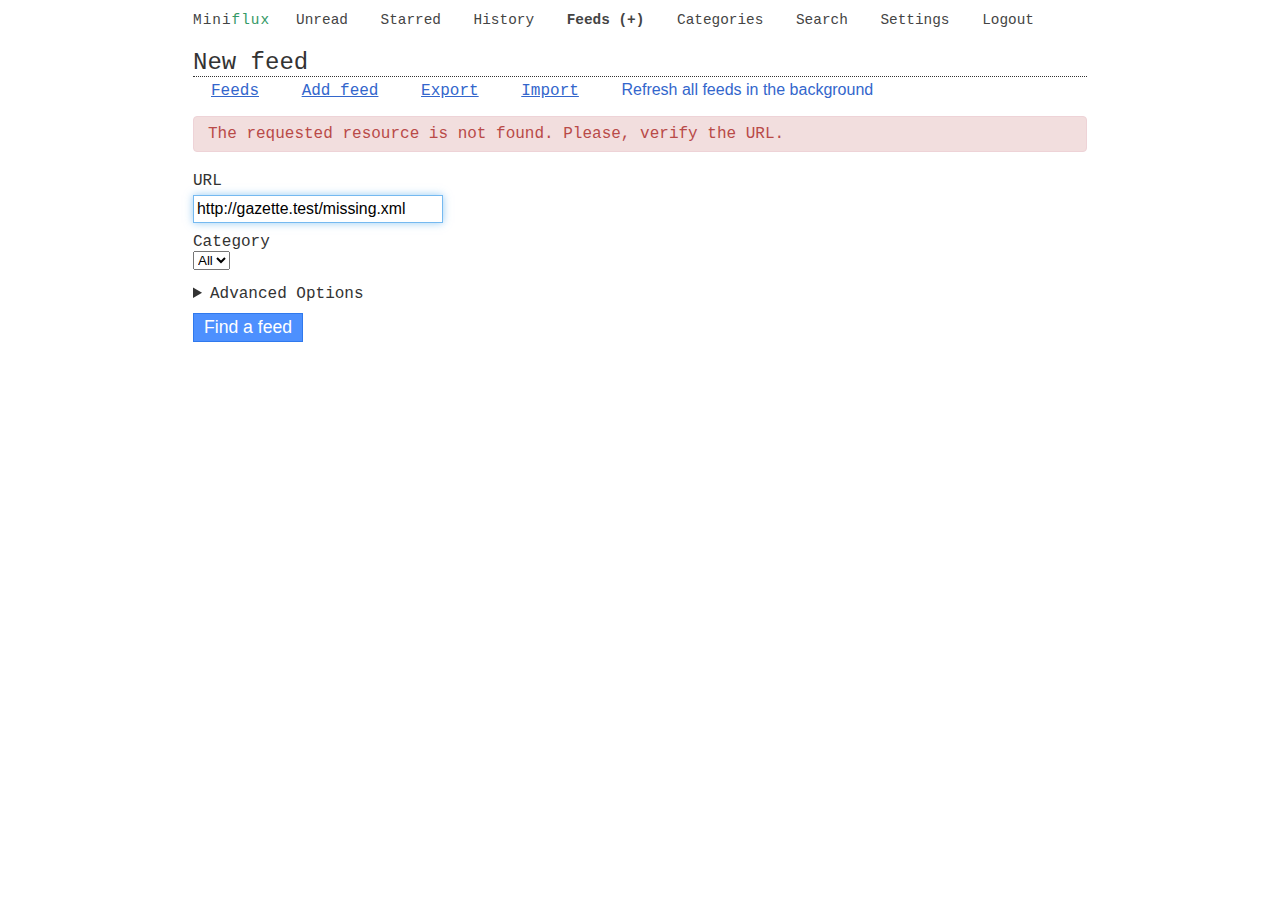 Miniflux Unread Starred History Feeds (+) Categories Search Settings Logout
New feed
Feeds Add feed Export Import Refresh all feeds in the background
The requested resource is not found. Please, verify the URL.
URL
http://gazette.test/missing.xml
Category
All
Advanced Options
Find a feed